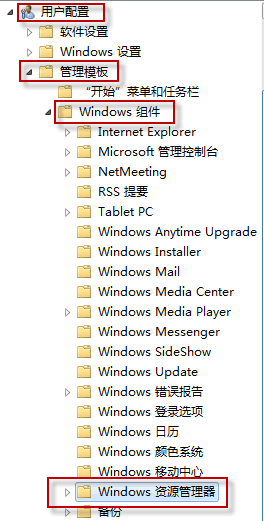 用户配置
软件设置
Windows 设置
管理模板
“开始”菜单和任务栏
Windows 组件
Internet Explorer
Microsoft 管理控制台
NetMeeting
RSS 提要
Tablet PC
Windows Anytime Upgrade
Windows Installer
Windows Mail
Windows Media Center
Windows Media Player
Windows Messenger
Windows SideShow
Windows Update
Windows 错误报告
Windows 登录选项
Windows 日历
Windows 颜色系统
Windows 移动中心
Windows 资源管理器
备份